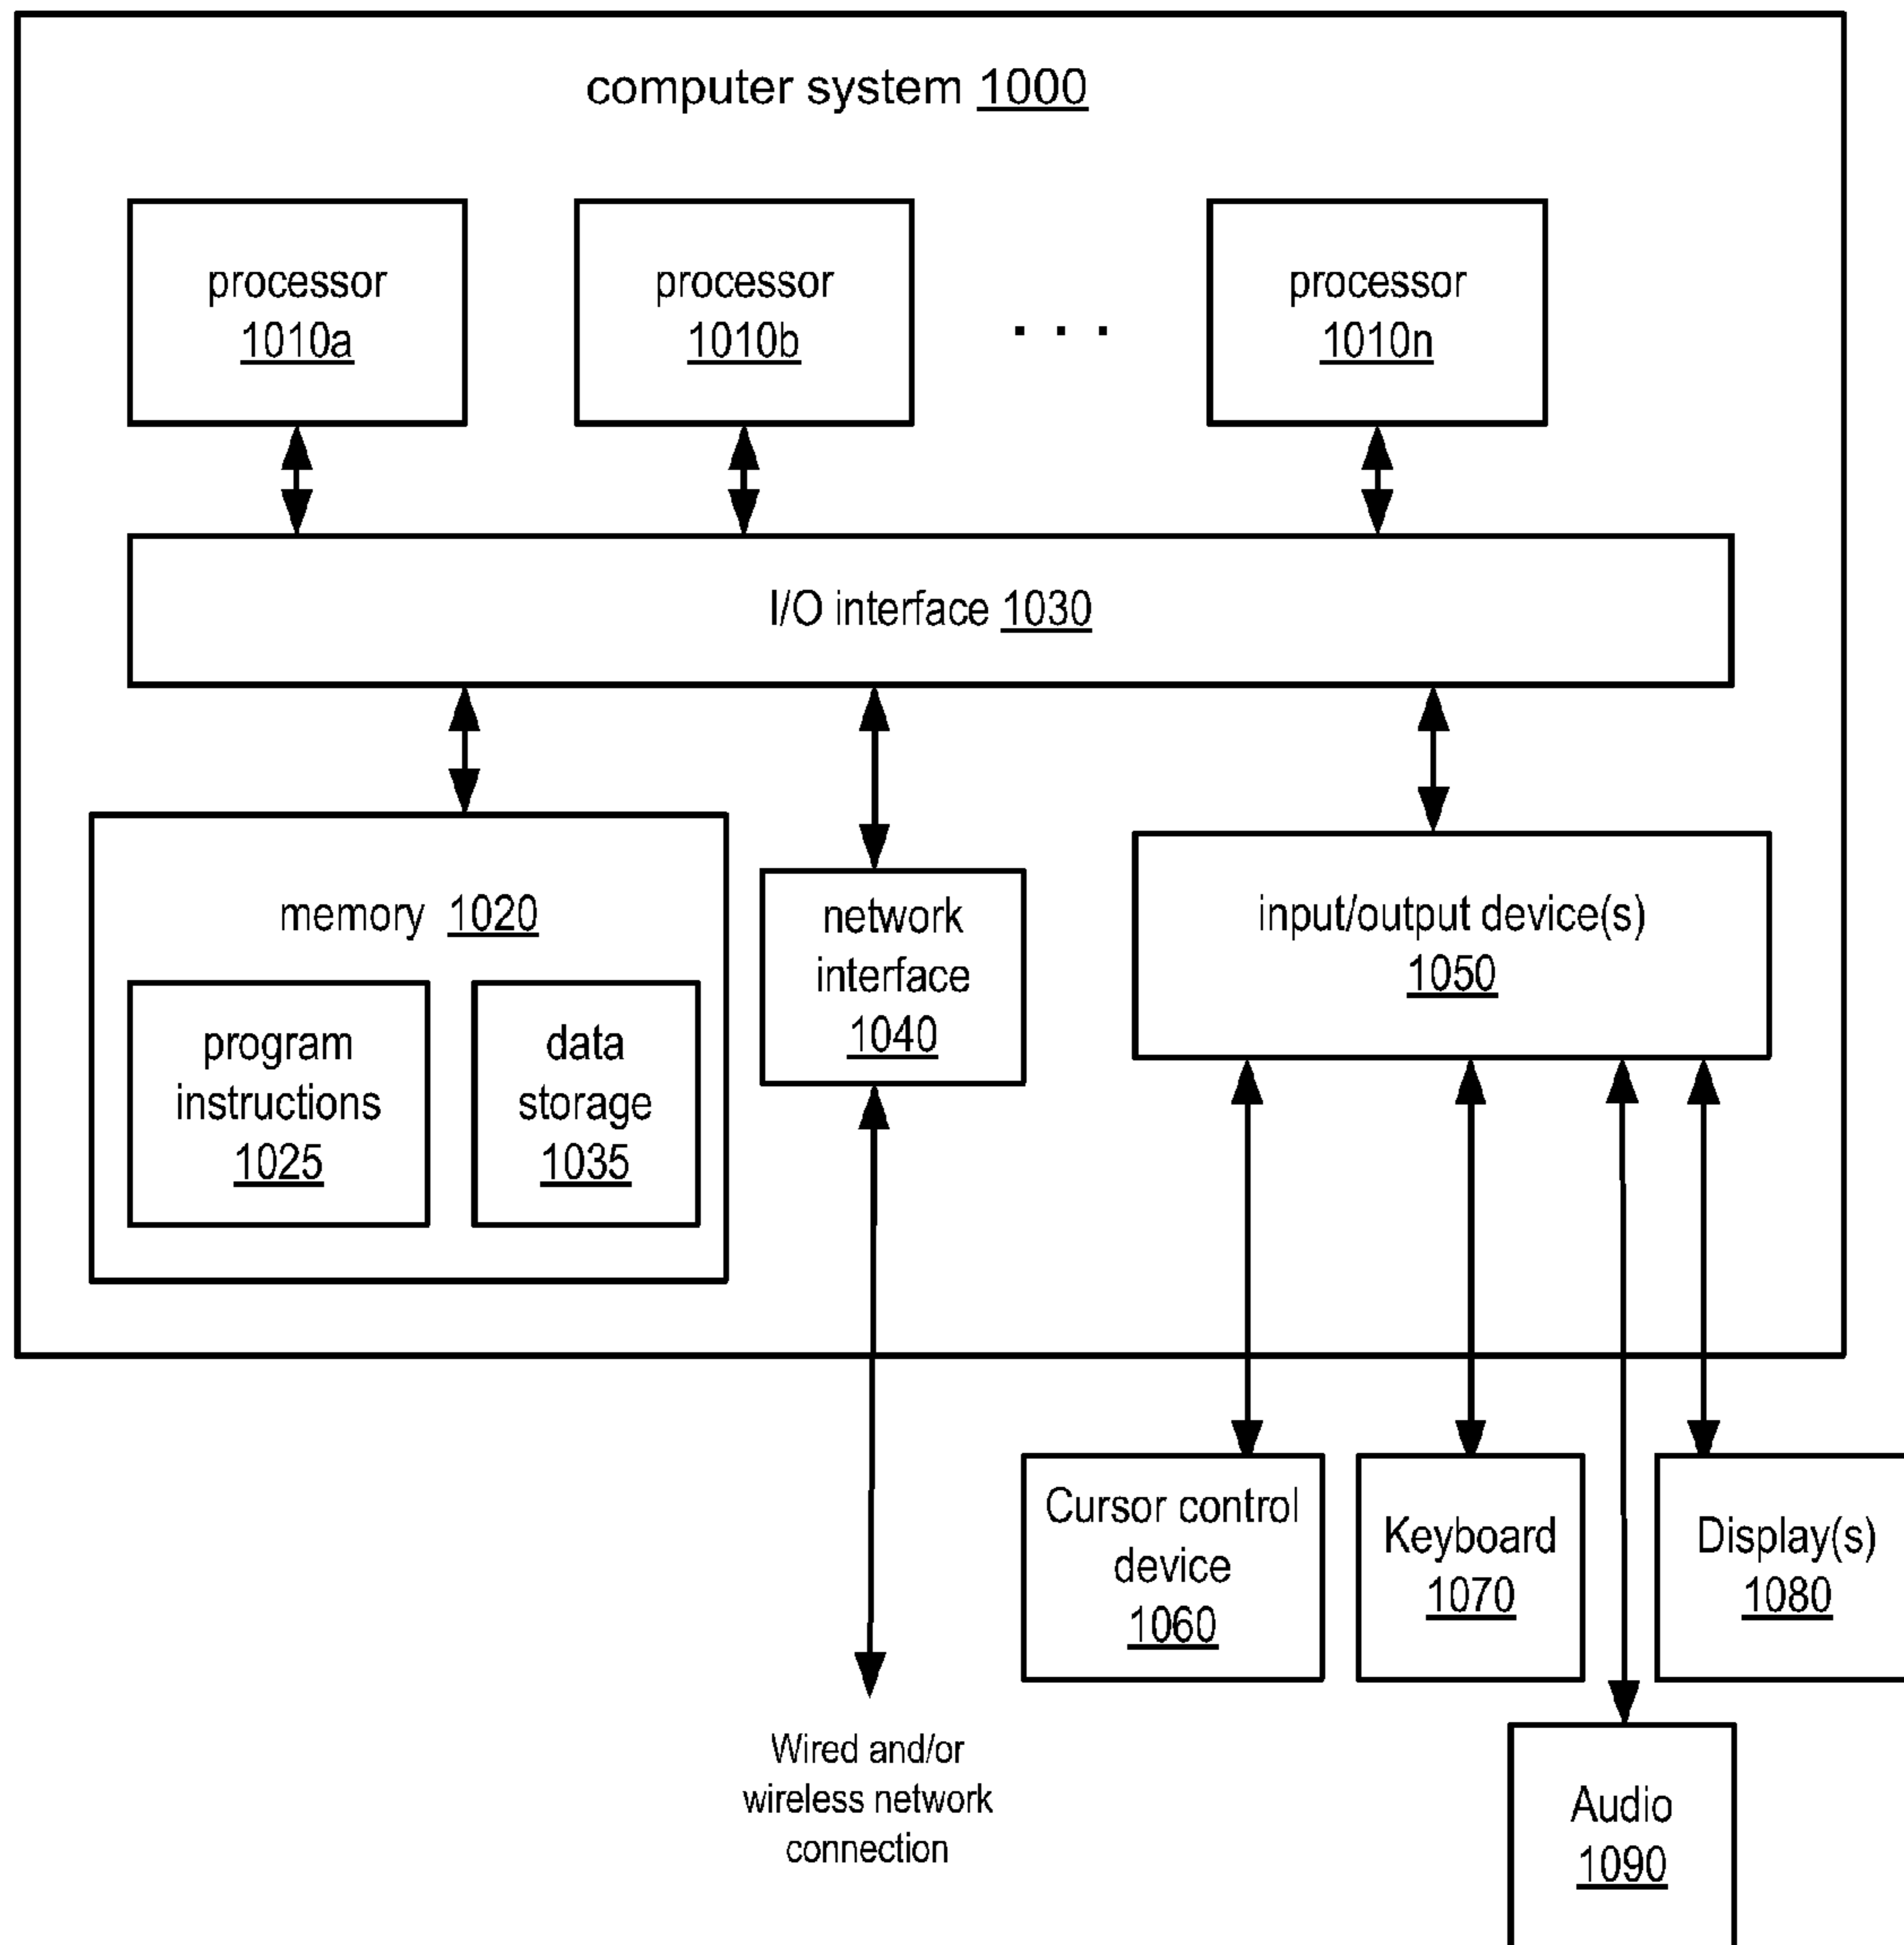 computer system 1000
processor
1010a
processor
1010b
. . .
processor
1010n
I/O interface 1030
memory 1020
program
instructions
1025
data
storage
1035
network
interface
1040
input/output device(s)
1050
Cursor control
device
1060
Keyboard
1070
Display(s)
1080
Wired and/or
wireless network
connection
Audio
1090